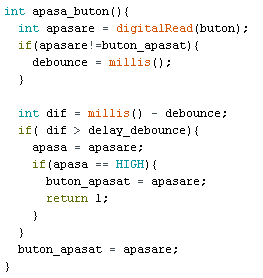 int apasa_buton(){
  int apasare = digitalRead(buton);
  if(apasare!=buton_apasat){
    debounce = millis();
  }

  int dif = millis() - debounce;
  if( dif > delay_debounce){
    apasa = apasare;
    if(apasa == HIGH){
      buton_apasat = apasare;
      return 1;
    }
  }
  buton_apasat = apasare;
}